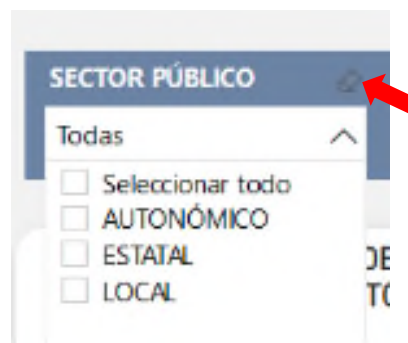 SECTOR PÚBLICO
Todas
Seleccionar todo
AUTONÓMICO
ESTATAL
LOCAL